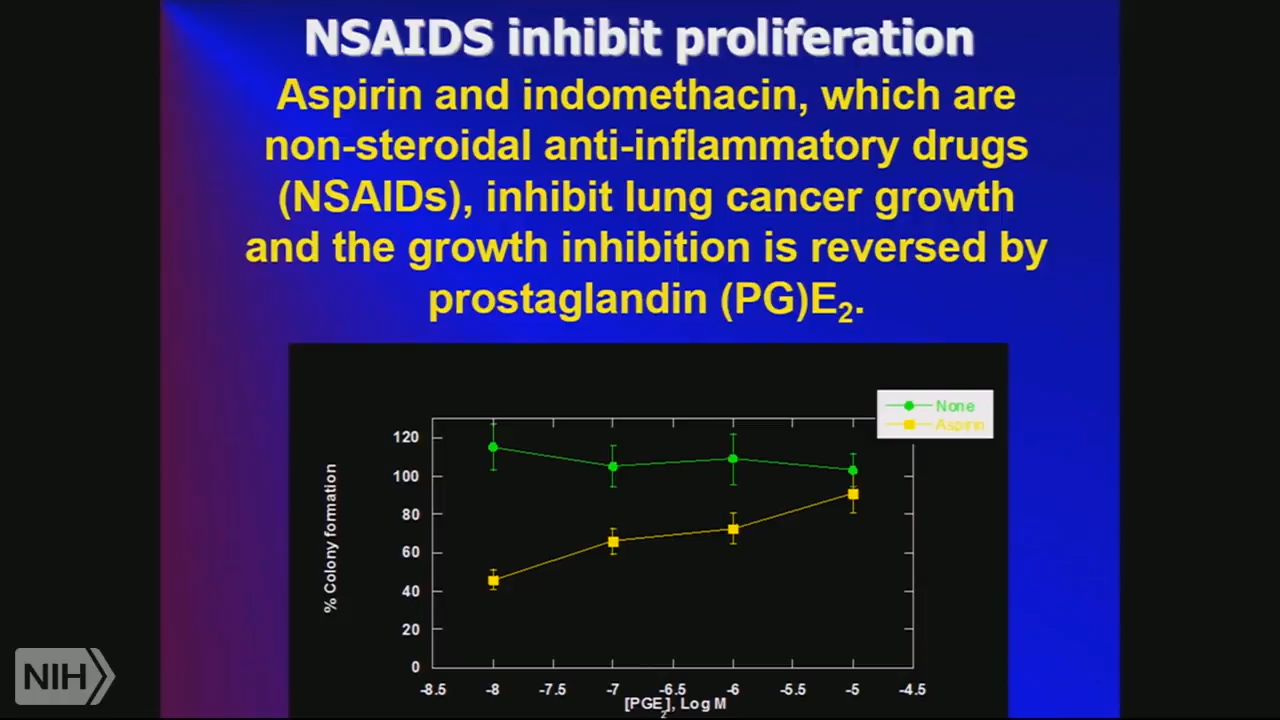 NSAIDS inhibit proliferation
Aspirin and indomethacin, which are
non-steroidal anti-inflammatory drugs
(NSAIDs), inhibit lung cancer growth
and the growth inhibition is reversed by
prostaglandin (PG)E2.
None
Aspirin
% Colony formation
120
100
80
60
40
20
0
-8.5 -8 -7.5 -7 -6.5 -6 -5.5 -5 -4.5
[PGE2], Log M
NIH